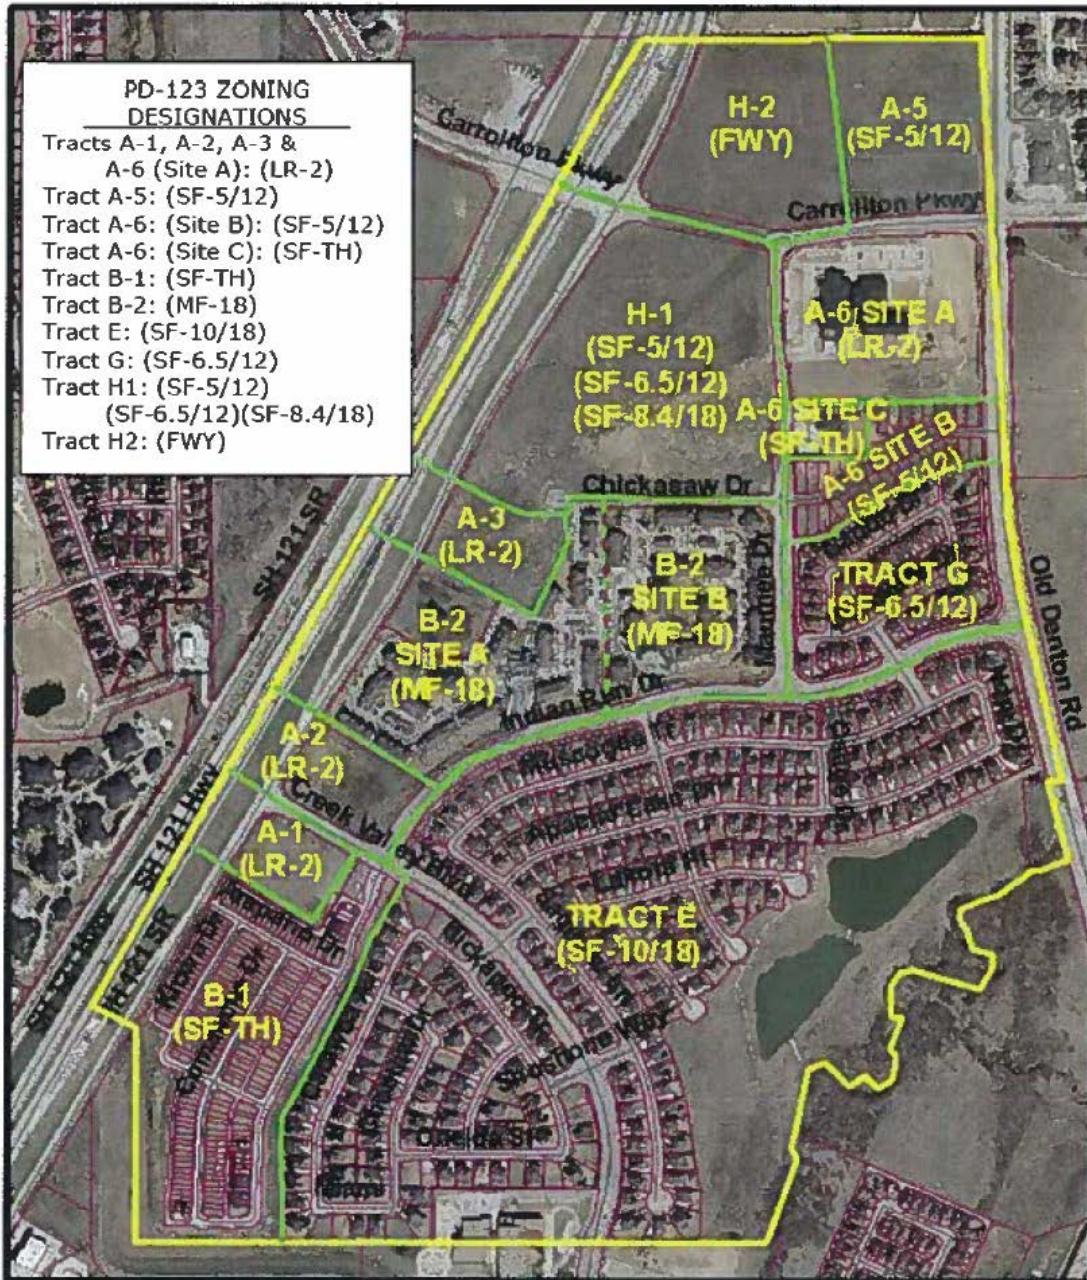 PD-123 ZONING
DESIGNATIONS
Tracts A-1, A-2, A-3 &
A-6 (Site A): (LR-2)
Tract A-5: (SF-5/12)
Tract A-6: (Site B): (SF-5/12)
Tract A-6: (Site C): (SF-TH)
Tract B-1: (SF-TH)
Tract B-2: (MF-18)
Tract E: (SF-10/18)
Tract G: (SF-6.5/12)
Tract H1: (SF-5/12)
(SF-6.5/12)(SF-8.4/18)
Tract H2: (FWY)
Carrollton Pkwy
H-2
(FWY)
A-5
(SF-5/12)
Carrollton Pkwy
H-1
(SF-5/12)
(SF-6.5/12)
(SF-8.4/18)
A-6 SITE A
(LR-2)
A-6 SITE C
(SF-TH)
A-6 SITE B
(SF-5/12)
Chickasaw Dr
A-3
(LR-2)
SH 121 SR
B-2
SITE B
(MF-18)
TRACT G
(SF-6.5/12)
Old Denton Rd
B-2
SITE A
(MF-18)
Indian Run Dr
A-2
(LR-2)
Creek Val
SH 121 Hwy
A-1
(LR-2)
Muscogee
Apache Lake Dr
Lakota
TRACT E
(SF-10/18)
B-1
(SF-TH)
SH 121 SR
Shoshone
Oneida St